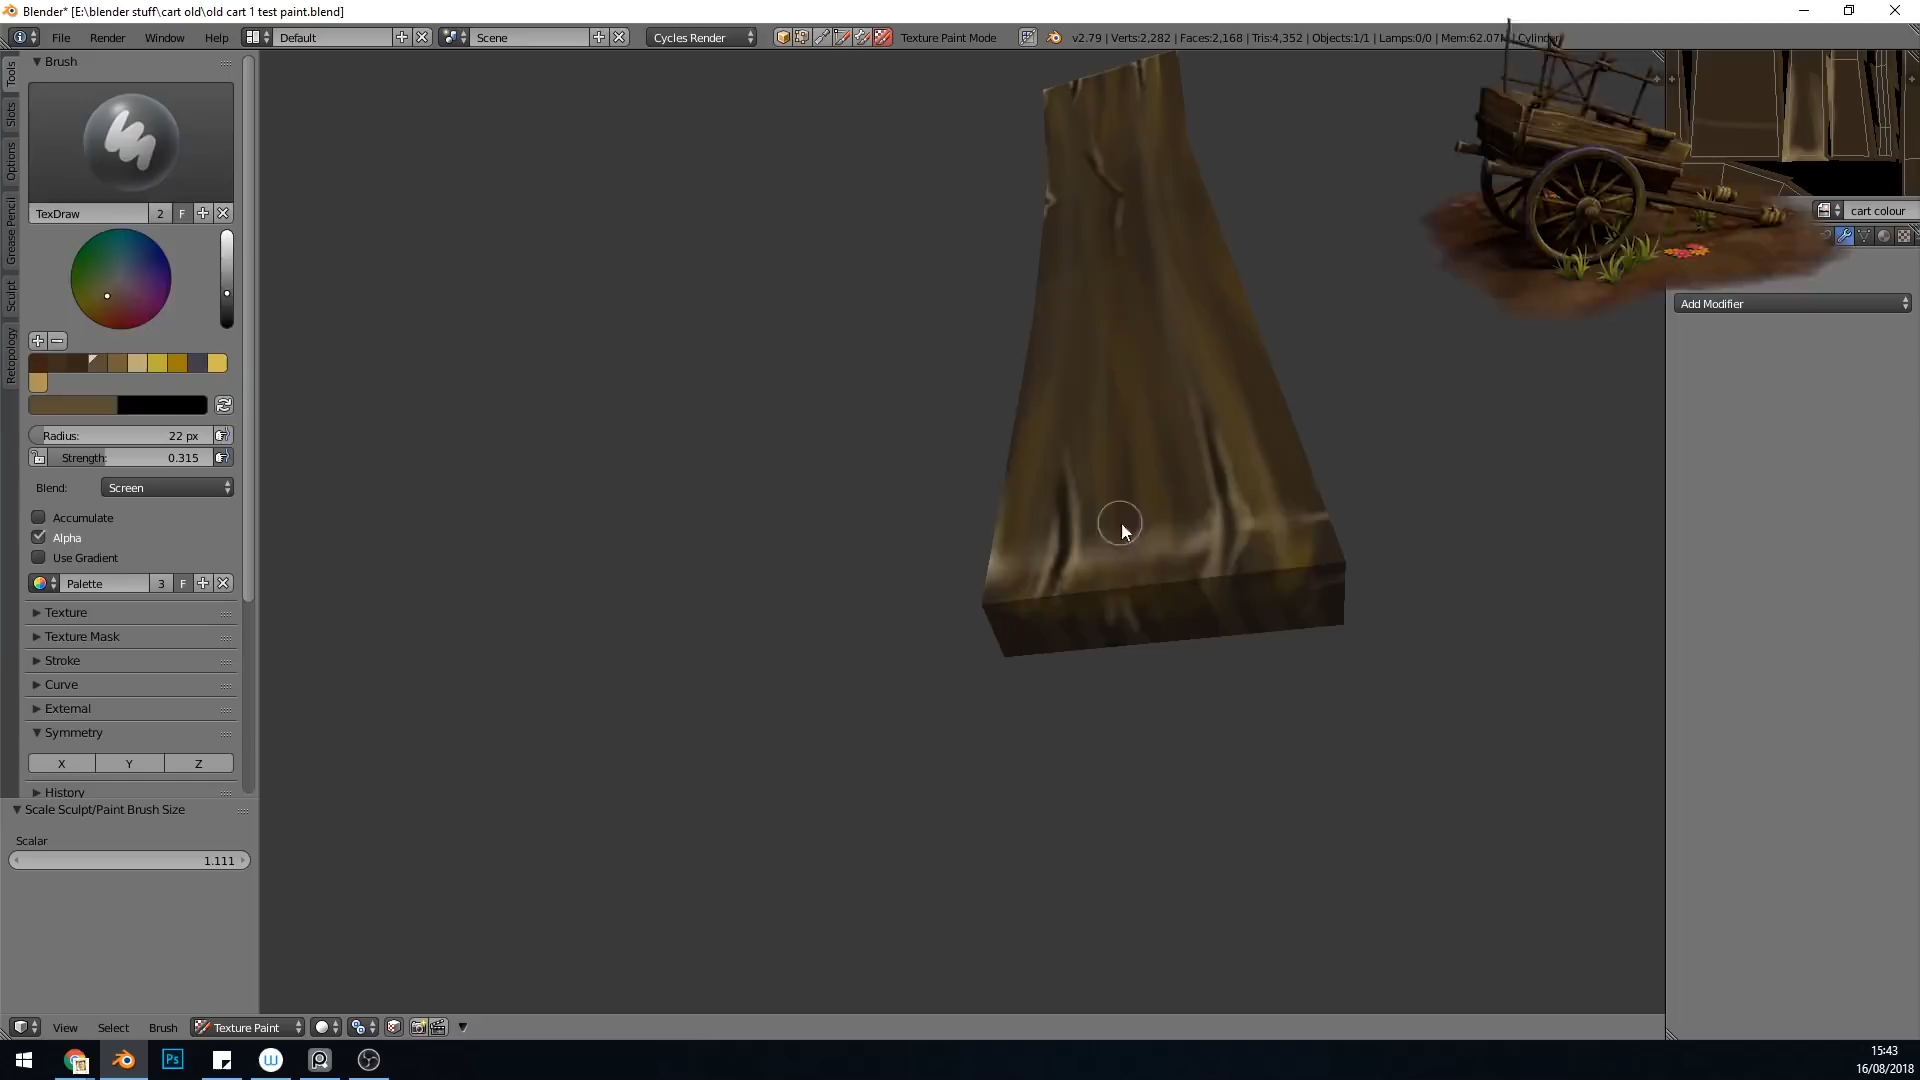 Blender* [E:\blender stuff\cart old\old cart 1 test paint.blend]
File Render Window Help Default Scene Cycles Render Texture Paint Mode v2.79 | Verts:2,282 | Faces:2,168 | Tris:4,352 | Objects:1/1 | Lamps:0/0 | Mem:62.07M | Cylinder
Tools
Slots
Options
Grease Pencil
Sculpt
Retopology
Brush
TexDraw 2 F
Radius: 22 px
Strength: 0.315
Blend: Screen
Accumulate
Alpha
Use Gradient
Palette 3 F
Texture
Texture Mask
Stroke
Curve
External
Symmetry
X Y Z
History
Scale Sculpt/Paint Brush Size
Scalar
1.111
cart colour
Add Modifier
View Select Brush Texture Paint
Ps
15:43
16/08/2018